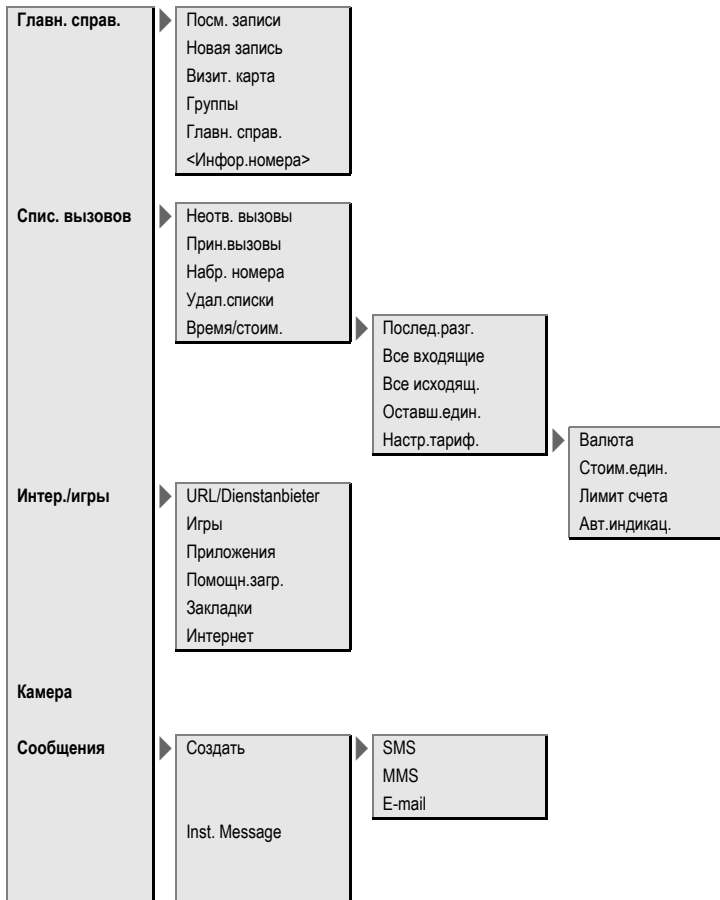 Главн. справ.
Посм. записи
Новая запись
Визит. карта
Группы
Главн. справ.
<Инфор.номера>
Спис. вызовов
Неотв. вызовы
Прин.вызовы
Набр. номера
Удал.списки
Время/стоим.
Послед.разг.
Все входящие
Все исходящ.
Оставш.един.
Настр.тариф.
Валюта
Стоим.един.
Лимит счета
Авт.индикац.
Интер./игры
URL/Dienstanbieter
Игры
Приложения
Помощн.загр.
Закладки
Интернет
Камера
Сообщения
Создать
SMS
MMS
E-mail
Inst. Message